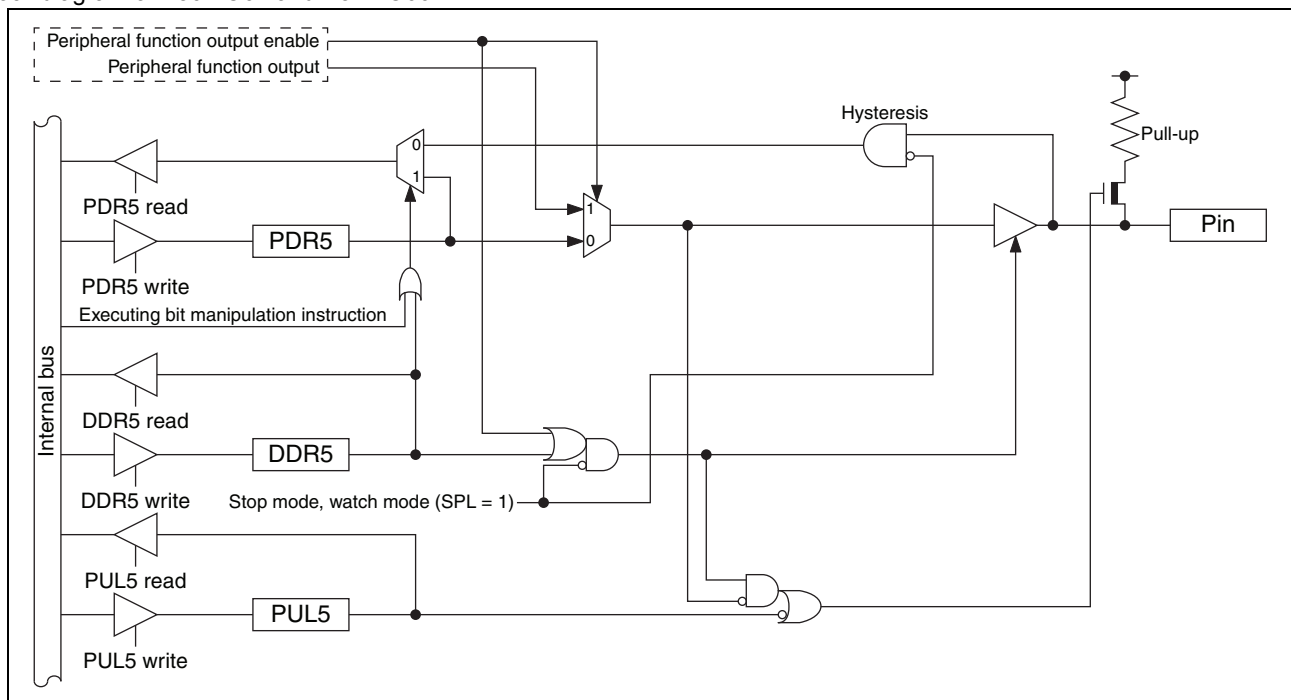 Peripheral function output enable
Peripheral function output
Hysteresis
Pull-up
0
1
PDR5 read
1
PDR5
0
Pin
PDR5 write
Executing bit manipulation instruction
Internal bus
DDR5 read
DDR5
DDR5 write
Stop mode, watch mode (SPL = 1)
PUL5 read
PUL5
PUL5 write